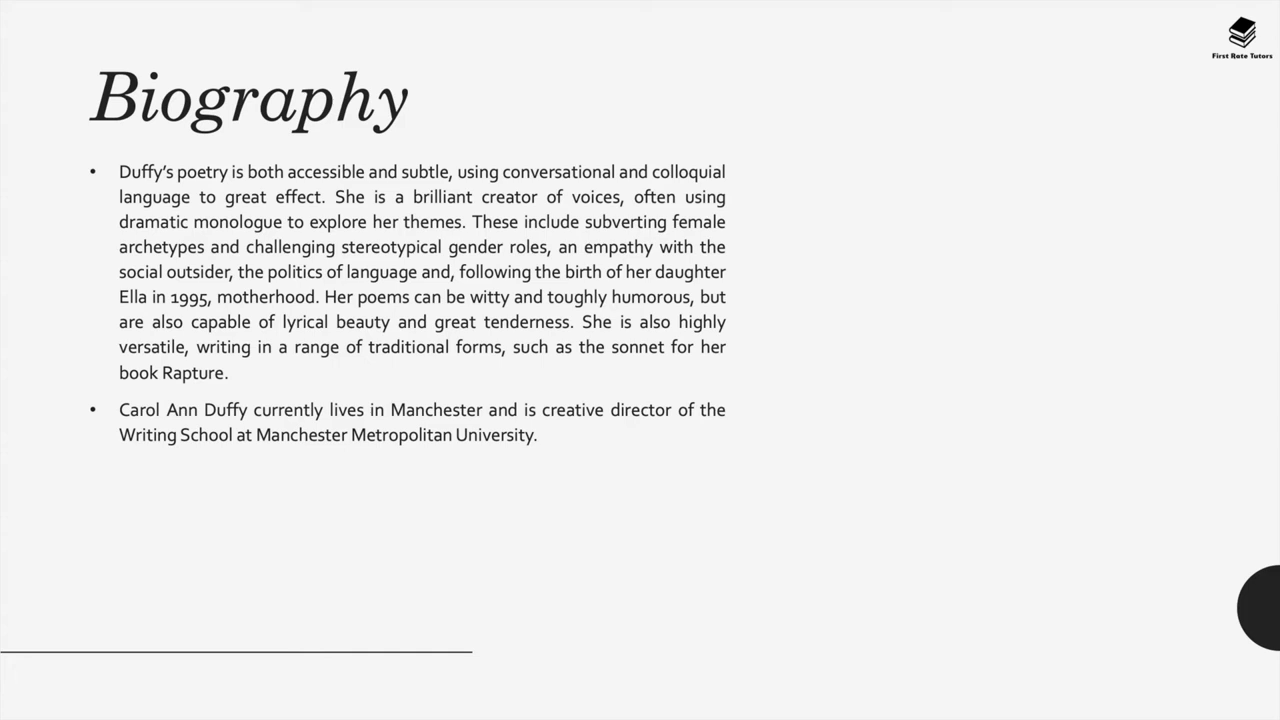 First Rate Tutors
Biography
• Duffy’s poetry is both accessible and subtle, using conversational and colloquial
language to great effect. She is a brilliant creator of voices, often using
dramatic monologue to explore her themes. These include subverting female
archetypes and challenging stereotypical gender roles, an empathy with the
social outsider, the politics of language and, following the birth of her daughter
Ella in 1995, motherhood. Her poems can be witty and toughly humorous, but
are also capable of lyrical beauty and great tenderness. She is also highly
versatile, writing in a range of traditional forms, such as the sonnet for her
book Rapture.
• Carol Ann Duffy currently lives in Manchester and is creative director of the
Writing School at Manchester Metropolitan University.